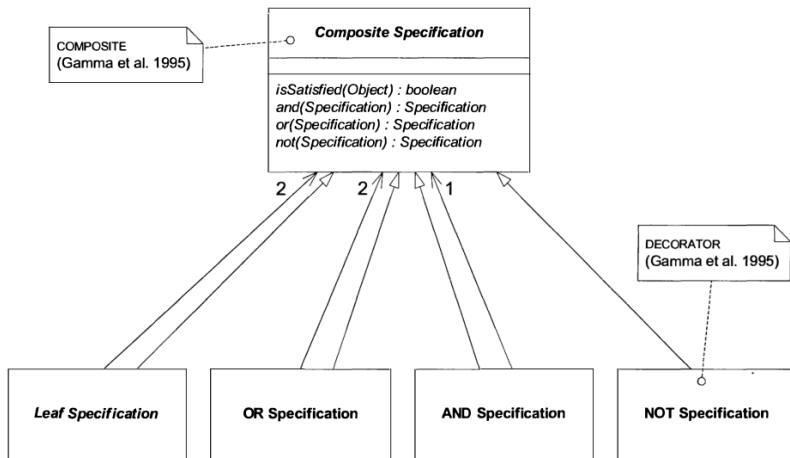 COMPOSITE
(Gamma et al. 1995)
Composite Specification
isSatisfied(Object) : boolean
and(Specification) : Specification
or(Specification) : Specification
not(Specification) : Specification
2
2
1
DECORATOR
(Gamma et al. 1995)
Leaf Specification
OR Specification
AND Specification
NOT Specification